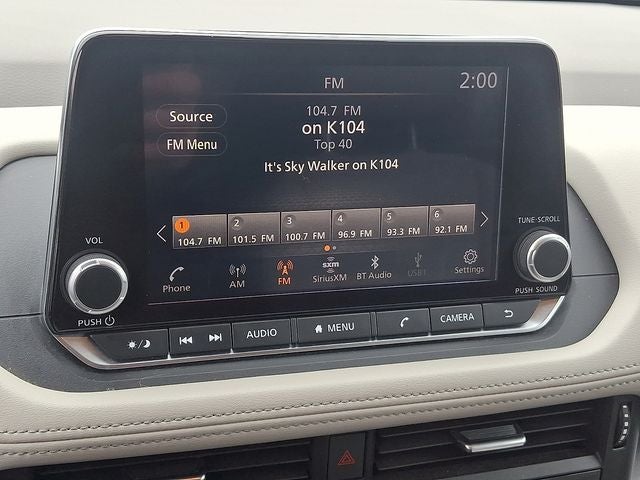 FM
2:00
Source
104.7 FM
on K104
FM Menu
Top 40
It's Sky Walker on K104
1 2 3 4 5 6
104.7 FM 101.5 FM 100.7 FM 96.9 FM 93.3 FM 92.1 FM
VOL
TUNE·SCROLL
Phone AM FM sxm SiriusXM BT Audio USB1 Settings
PUSH
PUSH SOUND
AUDIO MENU CAMERA